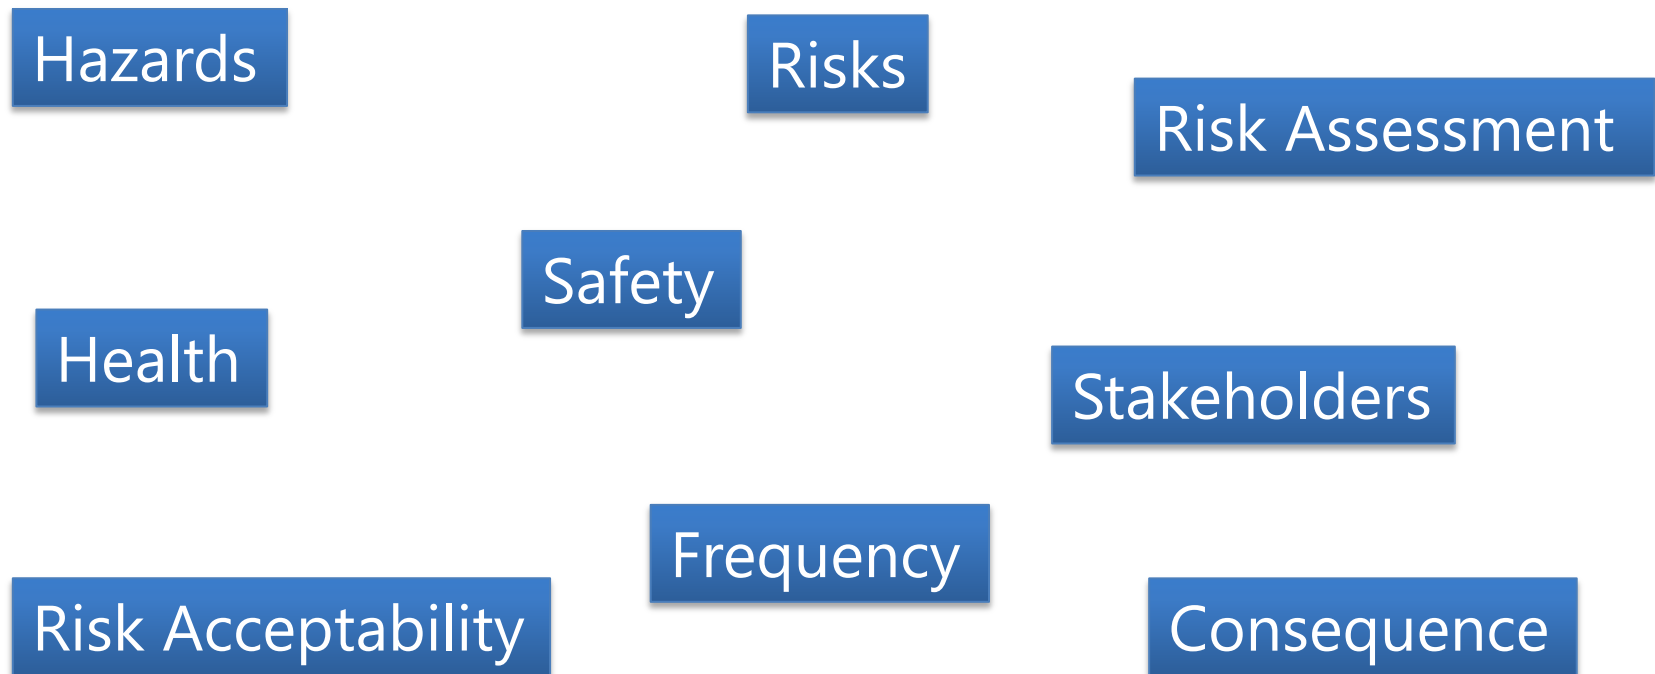 Hazards
Risks
Risk Assessment
Safety
Health
Stakeholders
Frequency
Risk Acceptability
Consequence